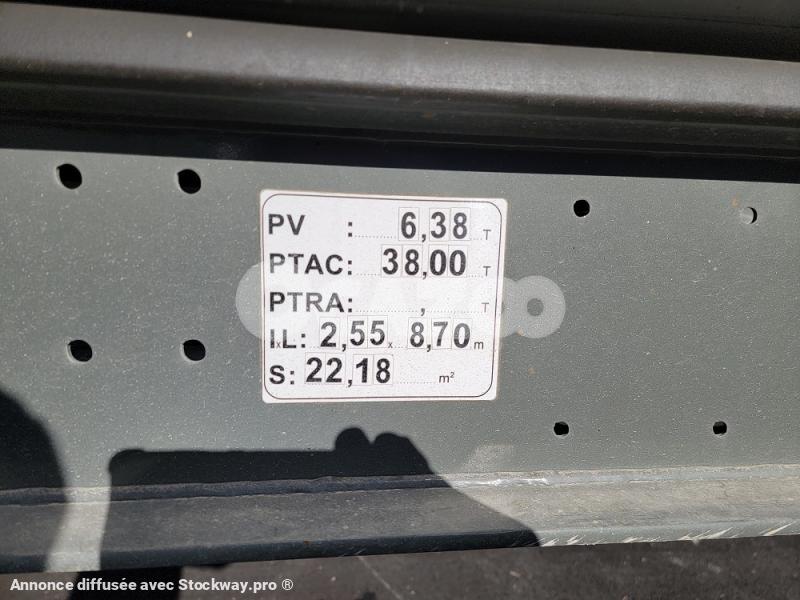 PV : 6,38 T
PTAC: 38,00 T
PTRA: , T
lxL: 2,55 x 8,70 m
S: 22,18 m²
Annonce diffusée avec Stockway.pro ®